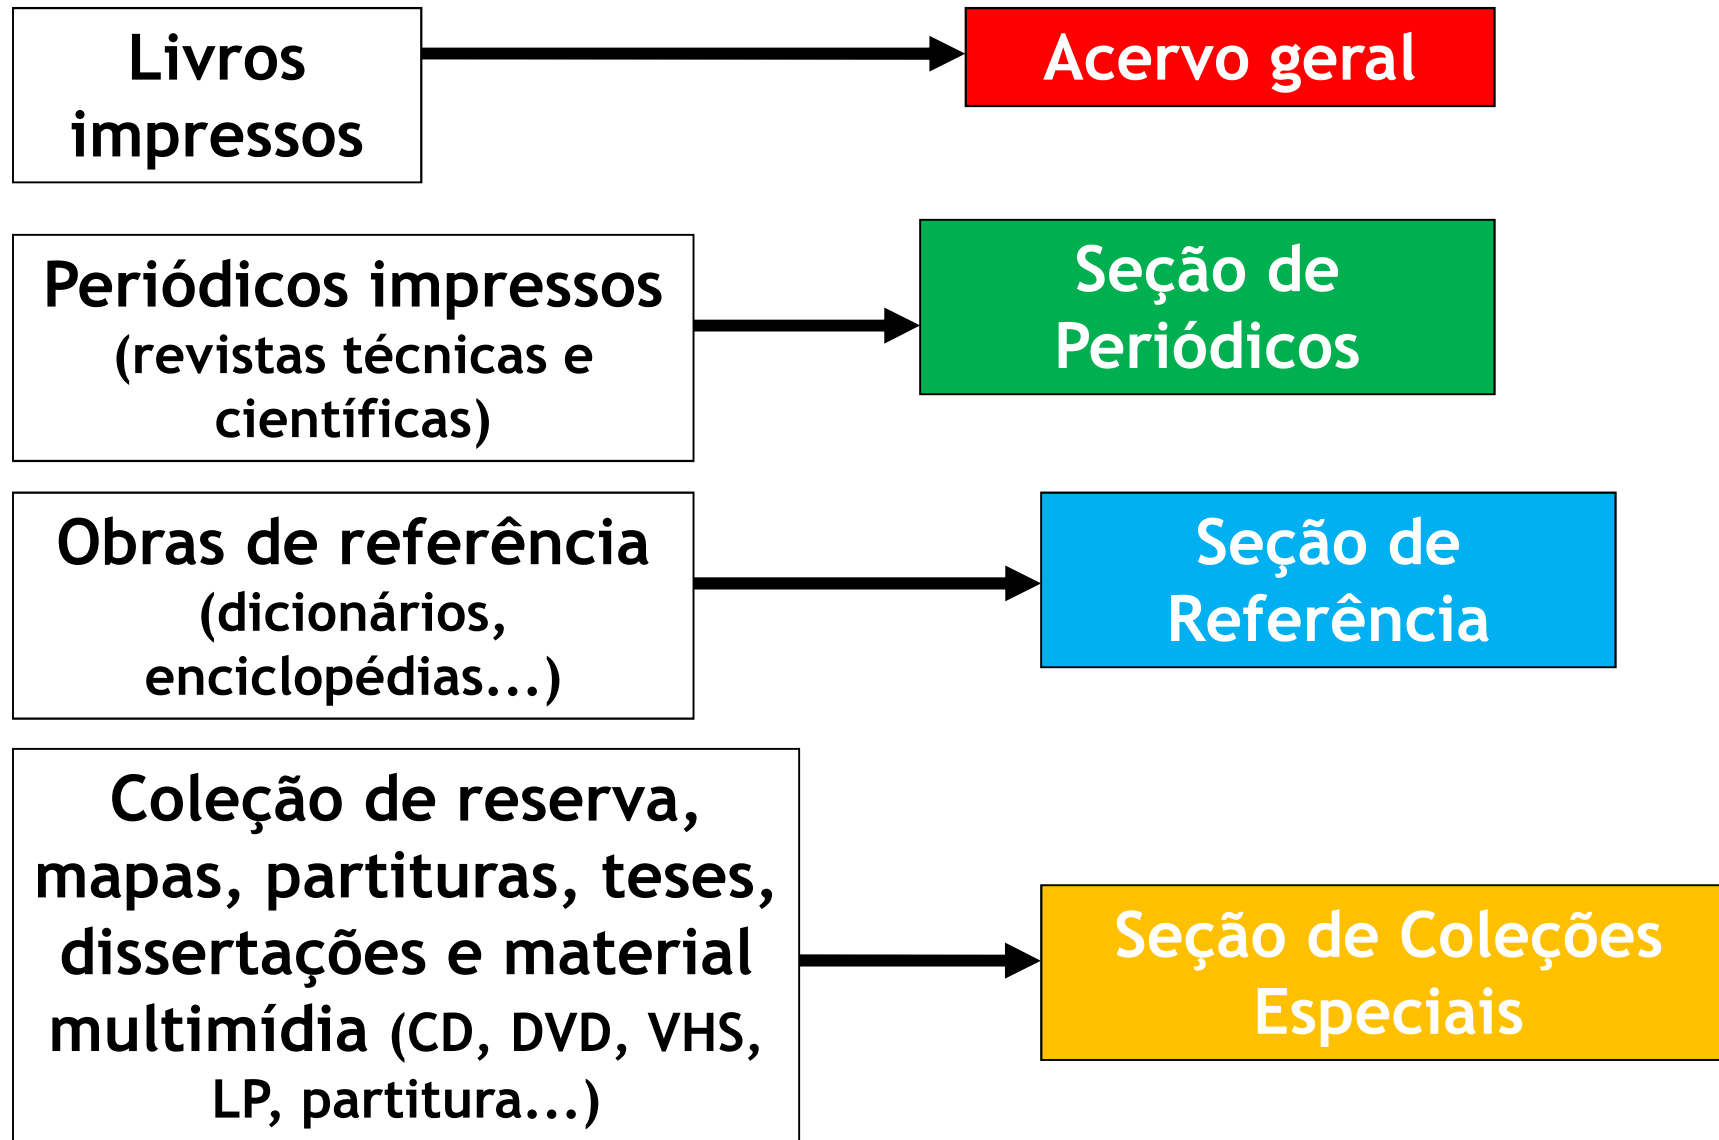 Livros
impressos
Acervo geral
Periódicos impressos
(revistas técnicas e
científicas)
Seção de
Periódicos
Obras de referência
(dicionários,
enciclopédias...)
Seção de
Referência
Coleção de reserva,
mapas, partituras, teses,
dissertações e material
multimídia (CD, DVD, VHS,
LP, partitura...)
Seção de Coleções
Especiais